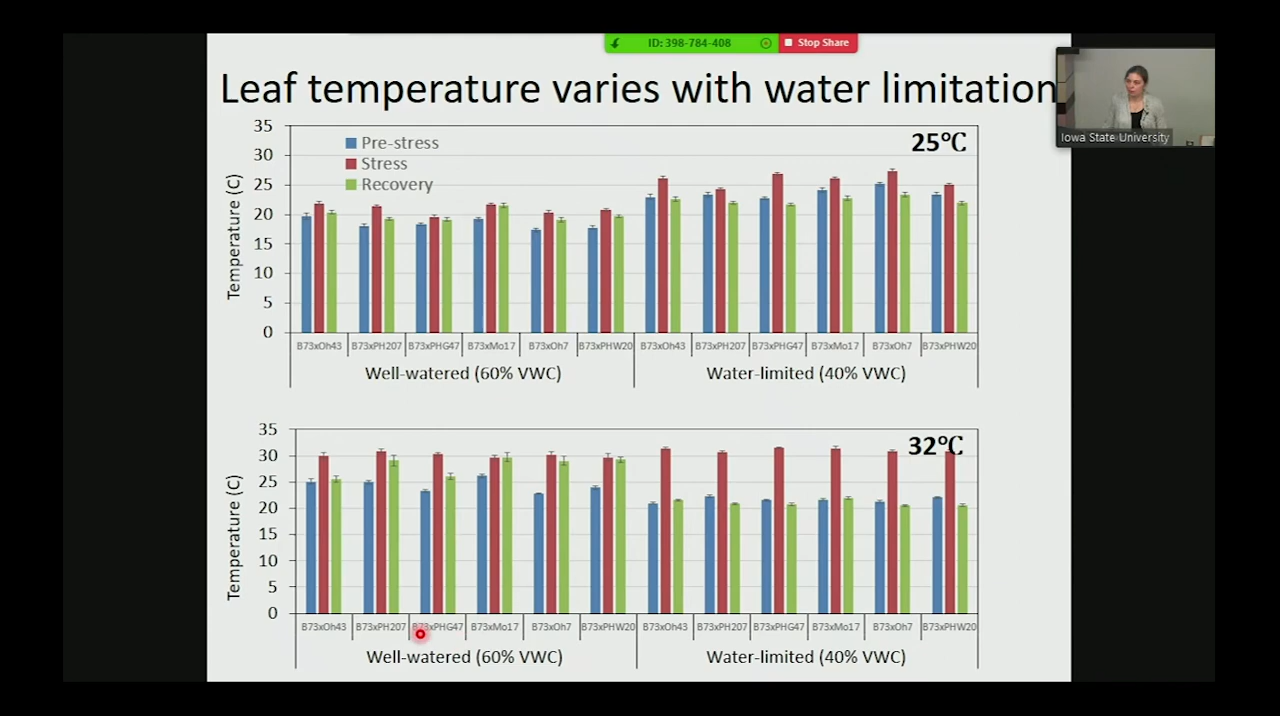 ID: 398-784-408
Stop Share
Leaf temperature varies with water limitation
Iowa State University
25℃
Pre-stress
Stress
Recovery
Temperature (C)
35
30
25
20
15
10
5
0
B73xOh43 B73xPH207 B73xPHG47 B73xMo17 B73xOh7 B73xPHW20 B73xOh43 B73xPH207 B73xPHG47 B73xMo17 B73xOh7 B73xPHW20
Well-watered (60% VWC) Water-limited (40% VWC)
32℃
Temperature (C)
35
30
25
20
15
10
5
0
B73xOh43 B73xPH207 B73xPHG47 B73xMo17 B73xOh7 B73xPHW20 B73xOh43 B73xPH207 B73xPHG47 B73xMo17 B73xOh7 B73xPHW20
Well-watered (60% VWC) Water-limited (40% VWC)